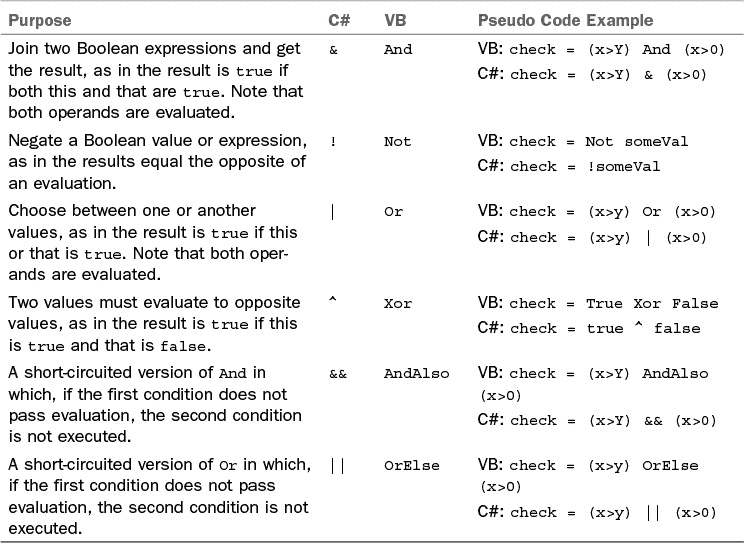 Purpose C# VB Pseudo Code Example
Join two Boolean expressions and get & And VB: check = (x>Y) And (x>0)
the result, as in the result is true if C#: check = (x>Y) & (x>0)
both this and that are true. Note that
both operands are evaluated.
Negate a Boolean value or expression, ! Not VB: check = Not someVal
as in the results equal the opposite of C#: check = !someVal
an evaluation.
Choose between one or another | Or VB: check = (x>y) Or (x>0)
values, as in the result is true if this C#: check = (x>y) | (x>0)
or that is true. Note that both oper-
ands are evaluated.
Two values must evaluate to opposite ^ Xor VB: check = True Xor False
values, as in the result is true if this C#: check = true ^ false
is true and that is false.
A short-circuited version of And in && AndAlso VB: check = (x>Y) AndAlso
which, if the first condition does not (x>0)
pass evaluation, the second condition C#: check = (x>Y) && (x>0)
is not executed.
A short-circuited version of Or in which, || OrElse VB: check = (x>y) OrElse
if the first condition does not pass (x>0)
evaluation, the second condition is not C#: check = (x>y) || (x>0)
executed.